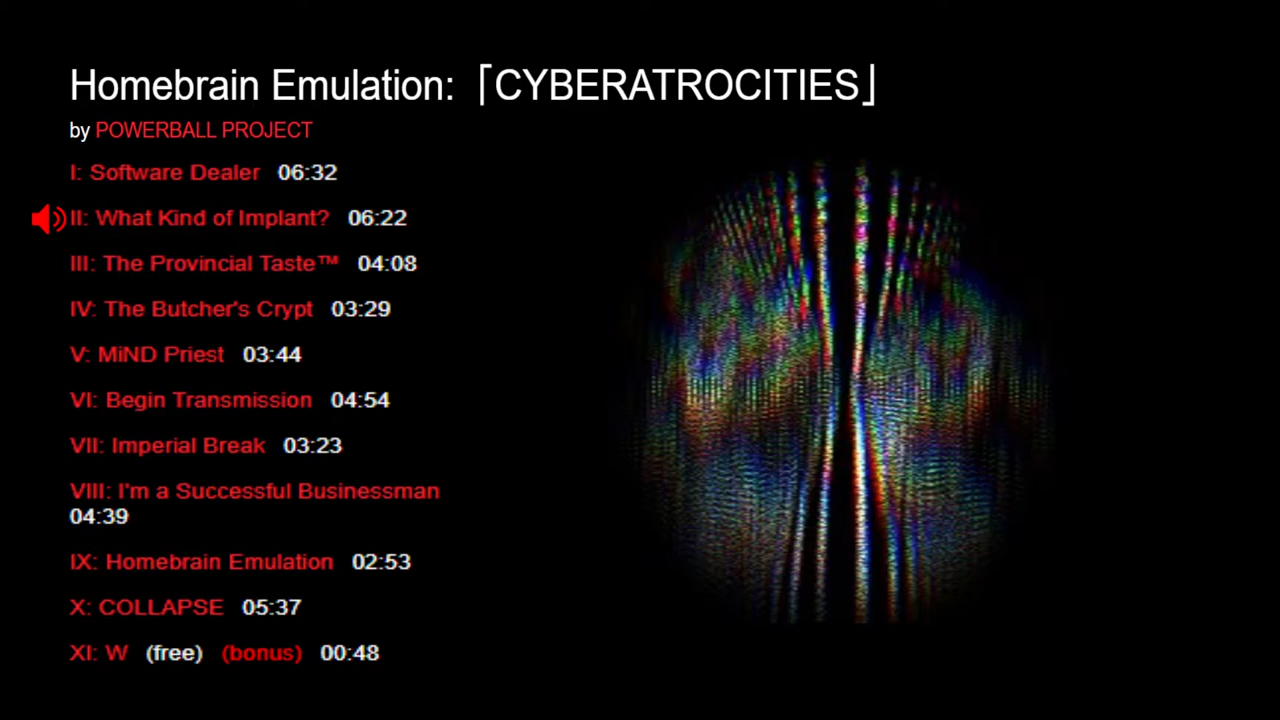 Homebrain Emulation: ⌈CYBERATROCITIES⌋
by POWERBALL PROJECT
I: Software Dealer 06:32
II: What Kind of Implant? 06:22
III: The Provincial Taste™ 04:08
IV: The Butcher's Crypt 03:29
V: MiND Priest 03:44
VI: Begin Transmission 04:54
VII: Imperial Break 03:23
VIII: I'm a Successful Businessman
04:39
IX: Homebrain Emulation 02:53
X: COLLAPSE 05:37
XI: W (free) (bonus) 00:48